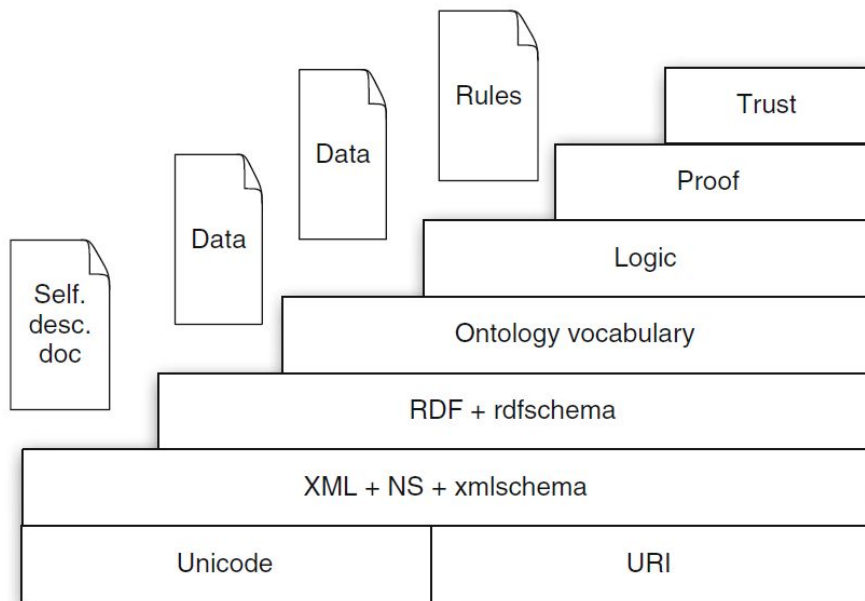 Rules
Trust
Data
Proof
Data
Logic
Self.
desc.
doc
Ontology vocabulary
RDF + rdfschema
XML + NS + xmlschema
Unicode
URI